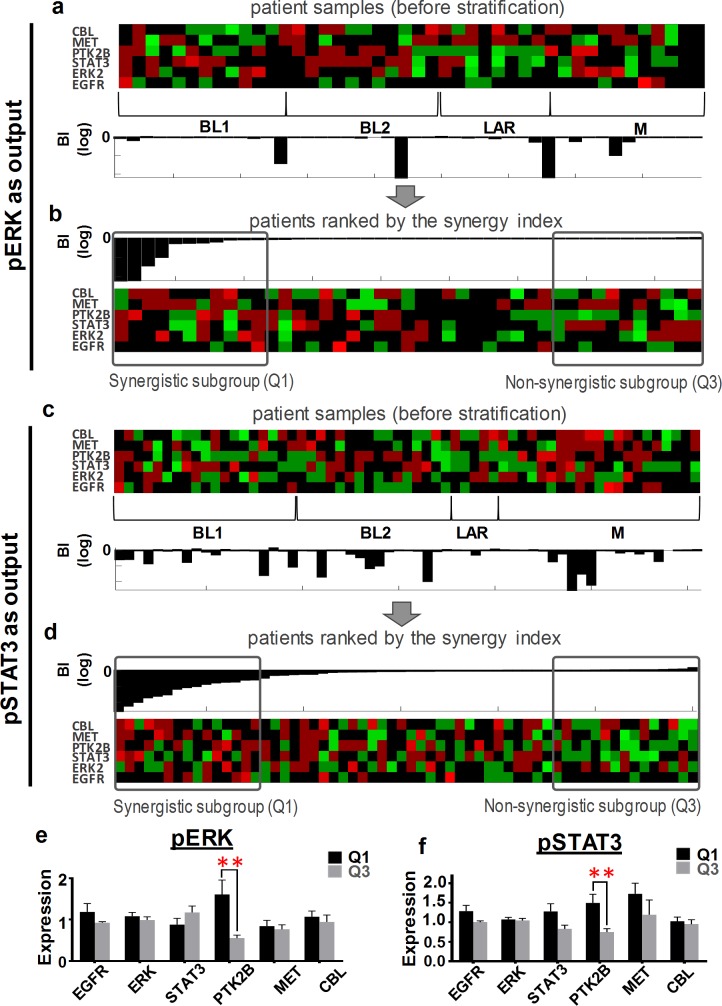 a
patient samples (before stratification)
CBL
MET
PTK2B
STAT3
ERK2
EGFR
BL1
BL2
LAR
M
BI
(log)
0
pERK as output
b
patients ranked by the synergy index
BI
(log)
0
CBL
MET
PTK2B
STAT3
ERK2
EGFR
Synergistic subgroup (Q1)
Non-synergistic subgroup (Q3)
c
patient samples (before stratification)
CBL
MET
PTK2B
STAT3
ERK2
EGFR
BL1
BL2
LAR
M
BI
(log)
0
pSTAT3 as output
d
patients ranked by the synergy index
BI
(log)
0
CBL
MET
PTK2B
STAT3
ERK2
EGFR
Synergistic subgroup (Q1)
Non-synergistic subgroup (Q3)
e
pERK
Q1
Q3
**
Expression
2
1
0
EGFR
ERK
STAT3
PTK2B
MET
CBL
f
pSTAT3
Q1
Q3
**
Expression
2.0
1.5
1.0
0.5
0.0
EGFR
ERK
STAT3
PTK2B
MET
CBL